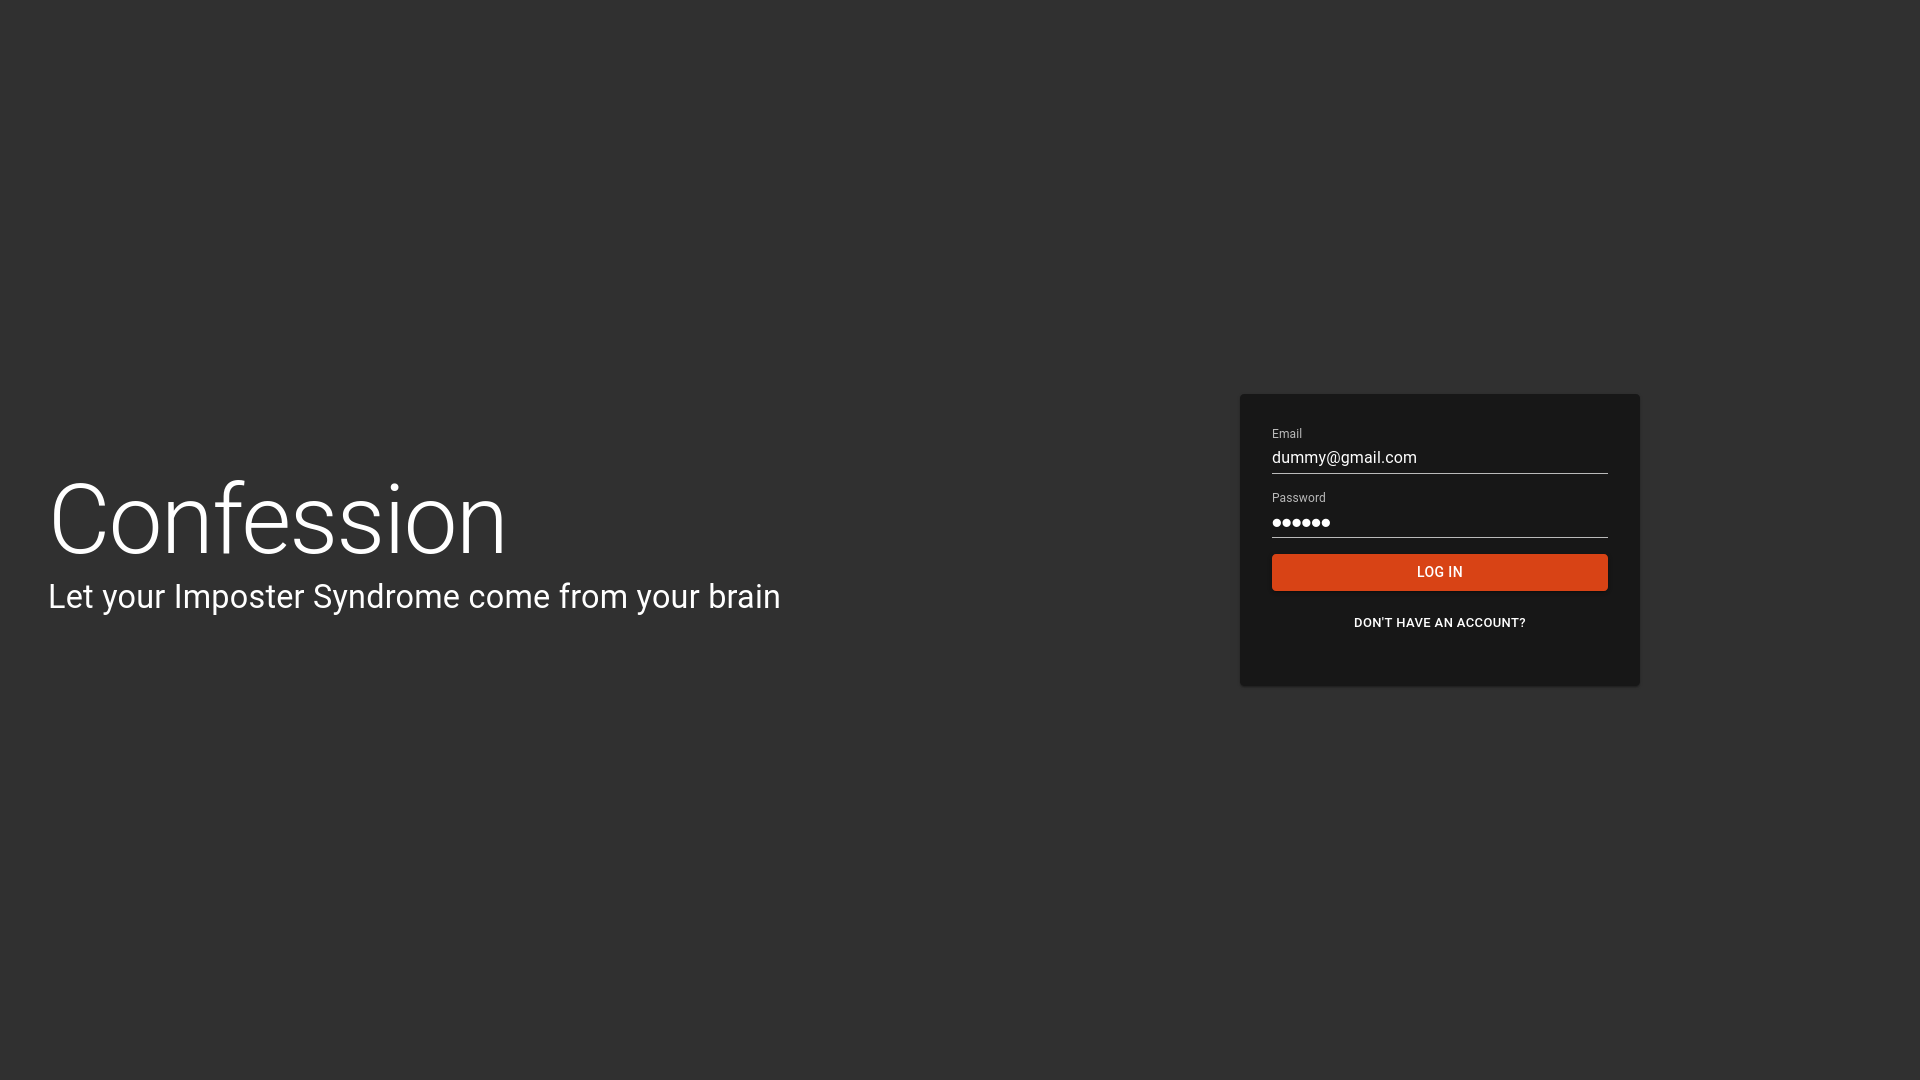 Confession
Let your Imposter Syndrome come from your brain
Email
dummy@gmail.com
Password
●●●●●●
LOG IN
DON'T HAVE AN ACCOUNT?